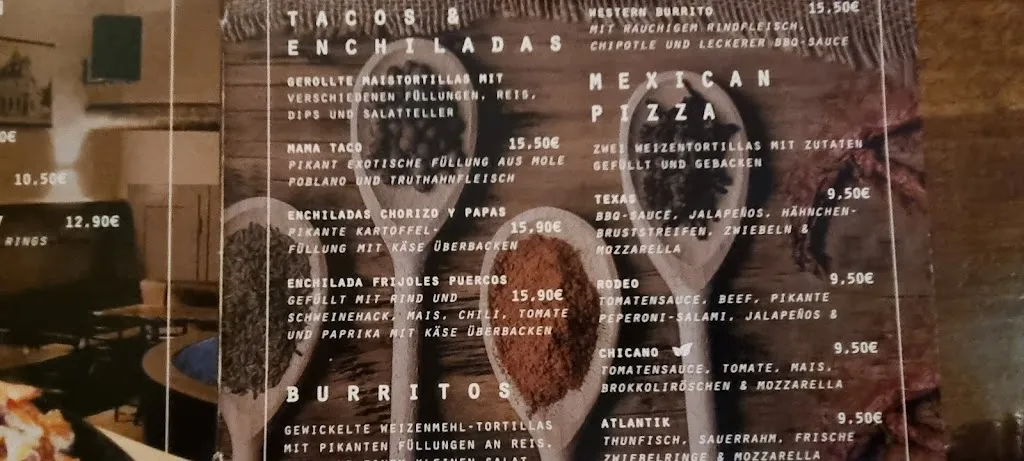 10.50€
12.90€
RINGS
TACOS &
ENCHILADAS
GEROLLTE MAISTORTILLAS MIT
VERSCHIEDENEN FÜLLUNGEN, REIS,
DIPS UND SALATTELLER
MAMA TACO 15.50€
PIKANT EXOTISCHE FÜLLUNG AUS MOLE
POBLANO UND TRUTHAHNFLEISCH
ENCHILADAS CHORIZO Y PAPAS
PIKANTE KARTOFFEL- 15,90€
FÜLLUNG MIT KÄSE ÜBERBACKEN
ENCHILADA FRIJOLES PUERCOS
GEFÜLLT MIT RIND UND 15,90€
SCHWEINEHACK, MAIS, CHILI, TOMATE
UND PAPRIKA MIT KÄSE ÜBERBACKEN
BURRITOS
GEWICKELTE WEIZENMEHL-TORTILLAS
MIT PIKANTEN FÜLLUNGEN AN REIS,
KLEINEN SALAT
WESTERN BURRITO 15.50€
MIT RAUCHIGEM RINDFLEISCH,
CHIPOTLE UND LECKERER BBQ-SAUCE
MEXICAN
PIZZA
ZWEI WEIZENTORTILLAS MIT ZUTATEN
GEFÜLLT UND GEBACKEN
TEXAS 9,50€
BBQ-SAUCE, JALAPEÑOS, HÄHNCHEN-
BRUSTSTREIFEN, ZWIEBELN &
MOZZARELLA
RODEO 9.50€
TOMATENSAUCE, BEEF, PIKANTE
PEPERONI-SALAMI, JALAPEÑOS &
CHICANO 9.50€
TOMATENSAUCE, TOMATE, MAIS,
BROKKOLIRÖSCHEN & MOZZARELLA
ATLANTIK 9.50€
THUNFISCH, SAUERRAHM, FRISCHE
ZWIEBELRINGE & MOZZARELLA